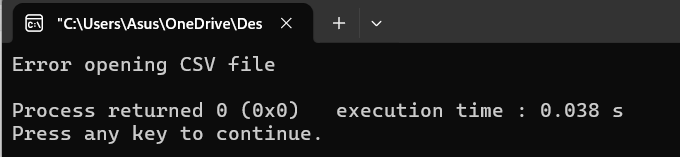 "C:\Users\Asus\OneDrive\Des
Error opening CSV file
Process returned 0 (0x0)   execution time : 0.038 s
Press any key to continue.